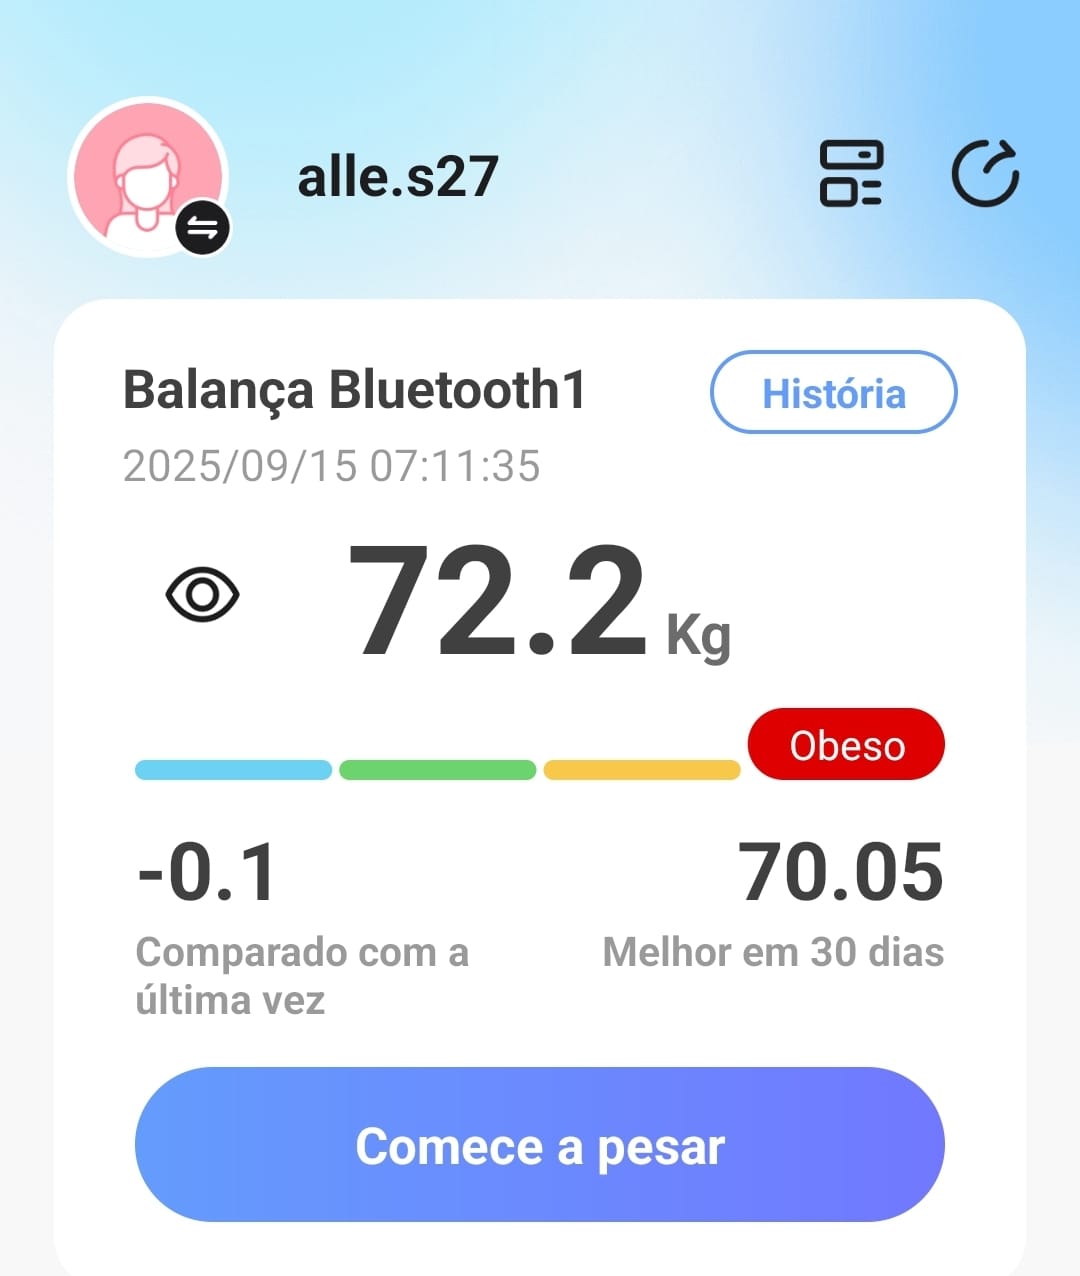 alle.s27
Balança Bluetooth1
História
2025/09/15 07:11:35
72.2 Kg
Obeso
-0.1
70.05
Comparado com a
última vez
Melhor em 30 dias
Comece a pesar